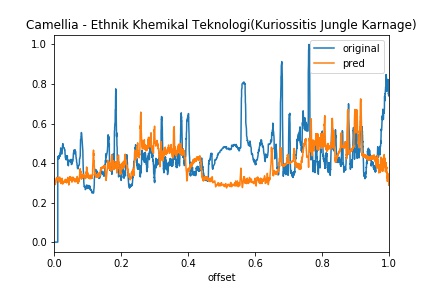 Camellia - Ethnik Khemikal Teknologi(Kuriossitis Jungle Karnage)
original
pred
1.0
0.8
0.6
0.4
0.2
0.0
0.0 0.2 0.4 0.6 0.8 1.0
offset